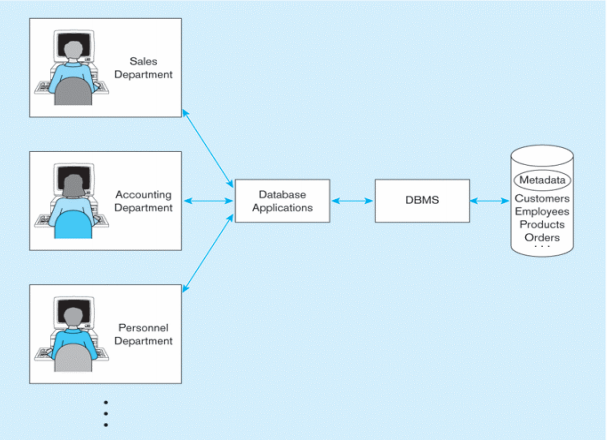 Sales
Department
Accounting
Department
Personnel
Department
Database
Applications
DBMS
Metadata
Customers
Employees
Products
Orders
...